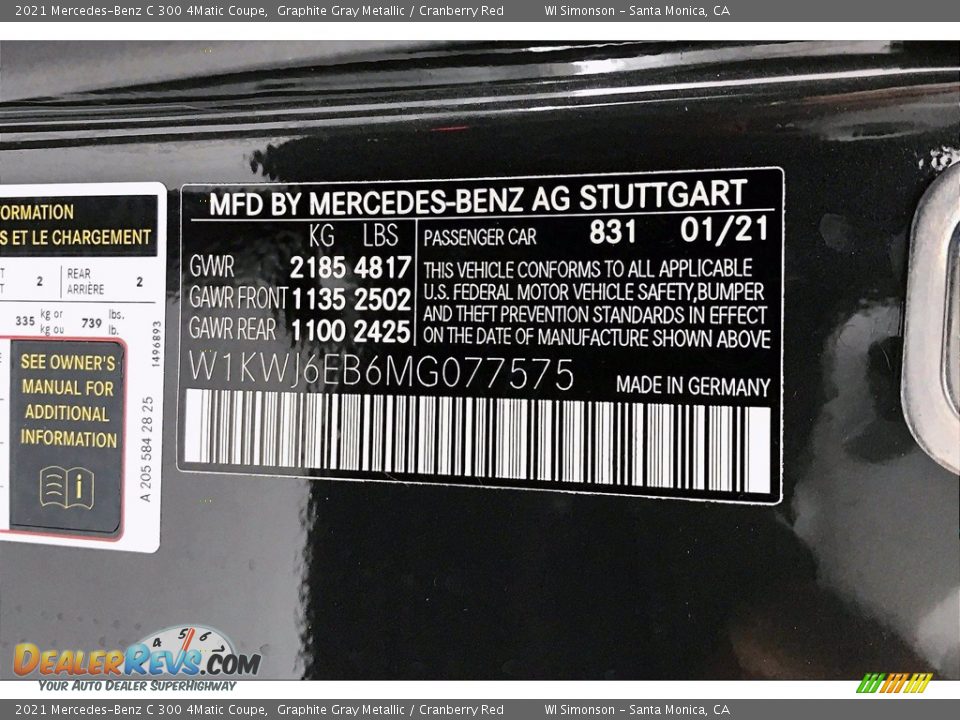 2021 Mercedes-Benz C 300 4Matic Coupe, Graphite Gray Metallic / Cranberry Red WI Simonson - Santa Monica, CA
ORMATION
S ET LE CHARGEMENT
T 2 REAR 2
T ARRIÈRE
335 kg or 739 lbs.
kg ou lb.
SEE OWNER'S
MANUAL FOR
ADDITIONAL
INFORMATION
i
1496893
A 205 584 28 25
MFD BY MERCEDES-BENZ AG STUTTGART
KG LBS
GVWR 2185 4817
GAWR FRONT 1135 2502
GAWR REAR 1100 2425
PASSENGER CAR 831 01/21
THIS VEHICLE CONFORMS TO ALL APPLICABLE
U.S. FEDERAL MOTOR VEHICLE SAFETY,BUMPER
AND THEFT PREVENTION STANDARDS IN EFFECT
ON THE DATE OF MANUFACTURE SHOWN ABOVE
W1KWJ6EB6MG077575
MADE IN GERMANY
4 5 6
DEALERREVS.COM
YOUR AUTO DEALER SUPERHIGHWAY
2021 Mercedes-Benz C 300 4Matic Coupe, Graphite Gray Metallic / Cranberry Red WI Simonson - Santa Monica, CA